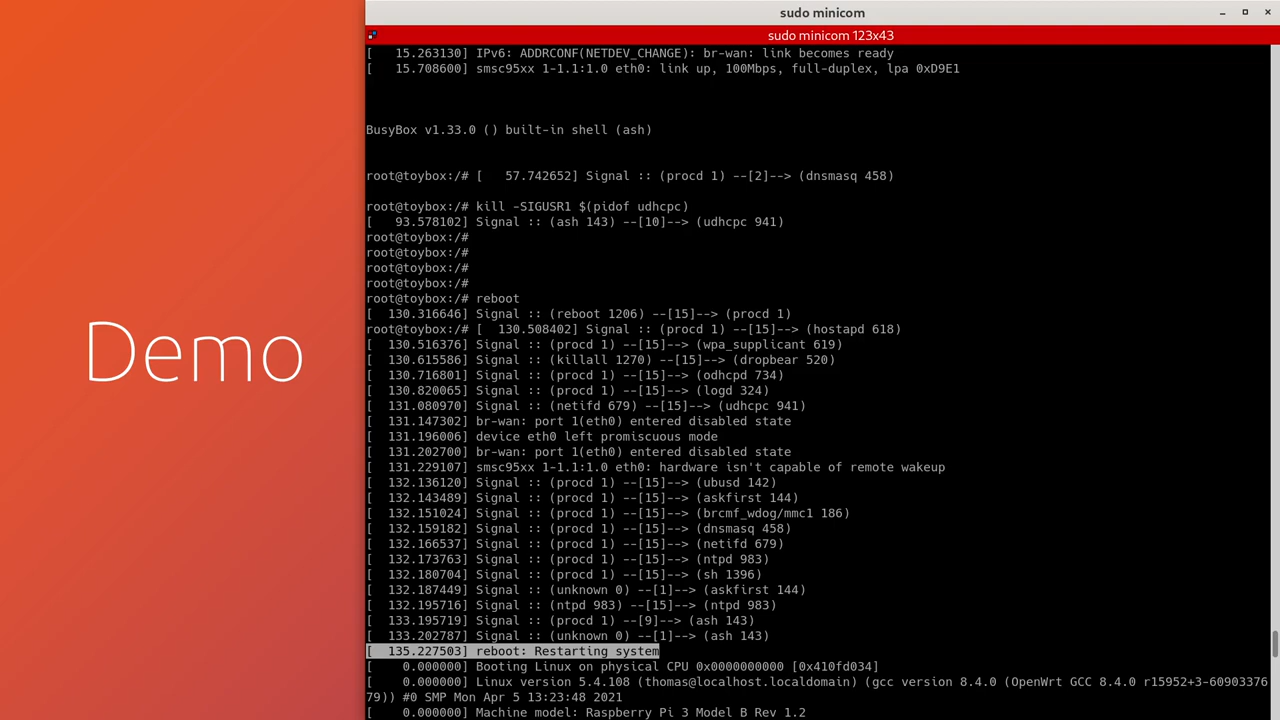 Demo
sudo minicom
sudo minicom 123x43
[   15.263130] IPv6: ADDRCONF(NETDEV_CHANGE): br-wan: link becomes ready
[   15.708600] smsc95xx 1-1.1:1.0 eth0: link up, 100Mbps, full-duplex, lpa 0xD9E1
BusyBox v1.33.0 () built-in shell (ash)
root@toybox:/# [   57.742652] Signal :: (procd 1) --[2]--> (dnsmasq 458)
root@toybox:/# kill -SIGUSR1 $(pidof udhcpc)
[   93.578102] Signal :: (ash 143) --[10]--> (udhcpc 941)
root@toybox:/#
root@toybox:/#
root@toybox:/#
root@toybox:/#
root@toybox:/# reboot
[  130.316646] Signal :: (reboot 1206) --[15]--> (procd 1)
root@toybox:/# [  130.508402] Signal :: (procd 1) --[15]--> (hostapd 618)
[  130.516376] Signal :: (procd 1) --[15]--> (wpa_supplicant 619)
[  130.615586] Signal :: (killall 1270) --[15]--> (dropbear 520)
[  130.716801] Signal :: (procd 1) --[15]--> (odhcpd 734)
[  130.820065] Signal :: (procd 1) --[15]--> (logd 324)
[  131.080970] Signal :: (netifd 679) --[15]--> (udhcpc 941)
[  131.147302] br-wan: port 1(eth0) entered disabled state
[  131.196006] device eth0 left promiscuous mode
[  131.202700] br-wan: port 1(eth0) entered disabled state
[  131.229107] smsc95xx 1-1.1:1.0 eth0: hardware isn't capable of remote wakeup
[  132.136120] Signal :: (procd 1) --[15]--> (ubusd 142)
[  132.143489] Signal :: (procd 1) --[15]--> (askfirst 144)
[  132.151024] Signal :: (procd 1) --[15]--> (brcmf_wdog/mmc1 186)
[  132.159182] Signal :: (procd 1) --[15]--> (dnsmasq 458)
[  132.166537] Signal :: (procd 1) --[15]--> (netifd 679)
[  132.173763] Signal :: (procd 1) --[15]--> (ntpd 983)
[  132.180704] Signal :: (procd 1) --[15]--> (sh 1396)
[  132.187449] Signal :: (unknown 0) --[1]--> (askfirst 144)
[  132.195716] Signal :: (ntpd 983) --[15]--> (ntpd 983)
[  133.195719] Signal :: (procd 1) --[9]--> (ash 143)
[  133.202787] Signal :: (unknown 0) --[1]--> (ash 143)
[  135.227503] reboot: Restarting system
[    0.000000] Booting Linux on physical CPU 0x0000000000 [0x410fd034]
[    0.000000] Linux version 5.4.108 (thomas@localhost.localdomain) (gcc version 8.4.0 (OpenWrt GCC 8.4.0 r15952+3-60903376
79)) #0 SMP Mon Apr 5 13:23:48 2021
[    0.000000] Machine model: Raspberry Pi 3 Model B Rev 1.2